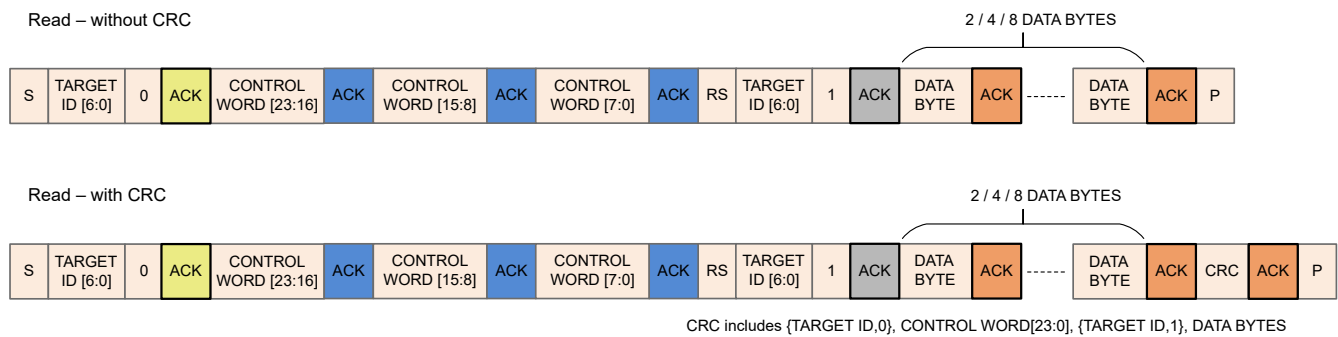 Read – without CRC
2 / 4 / 8 DATA BYTES
S TARGET ID [6:0] 0 ACK CONTROL WORD [23:16] ACK CONTROL WORD [15:8] ACK CONTROL WORD [7:0] ACK RS TARGET ID [6:0] 1 ACK DATA BYTE ACK ------ DATA BYTE ACK P
Read – with CRC
2 / 4 / 8 DATA BYTES
S TARGET ID [6:0] 0 ACK CONTROL WORD [23:16] ACK CONTROL WORD [15:8] ACK CONTROL WORD [7:0] ACK RS TARGET ID [6:0] 1 ACK DATA BYTE ACK ------ DATA BYTE ACK CRC ACK P
CRC includes {TARGET ID,0}, CONTROL WORD[23:0], {TARGET ID,1}, DATA BYTES